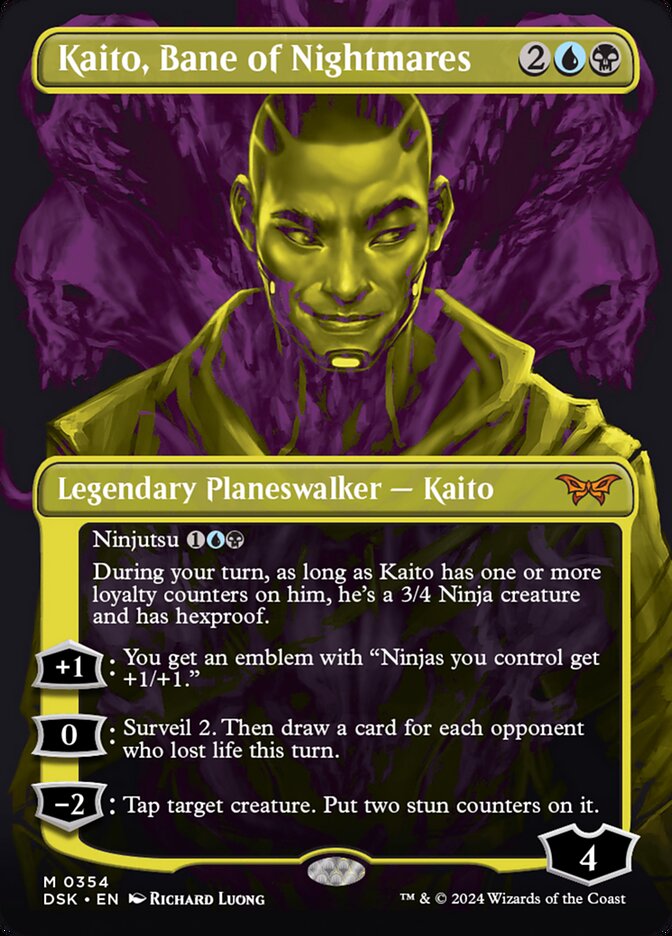 Kaito, Bane of Nightmares 2
Legendary Planeswalker — Kaito
Ninjutsu 1
During your turn, as long as Kaito has one or more
loyalty counters on him, he's a 3/4 Ninja creature
and has hexproof.
+1: You get an emblem with “Ninjas you control get
+1/+1.”
0: Surveil 2. Then draw a card for each opponent
who lost life this turn.
−2: Tap target creature. Put two stun counters on it.
4
M 0354
DSK • EN Richard Luong
™ & © 2024 Wizards of the Coast